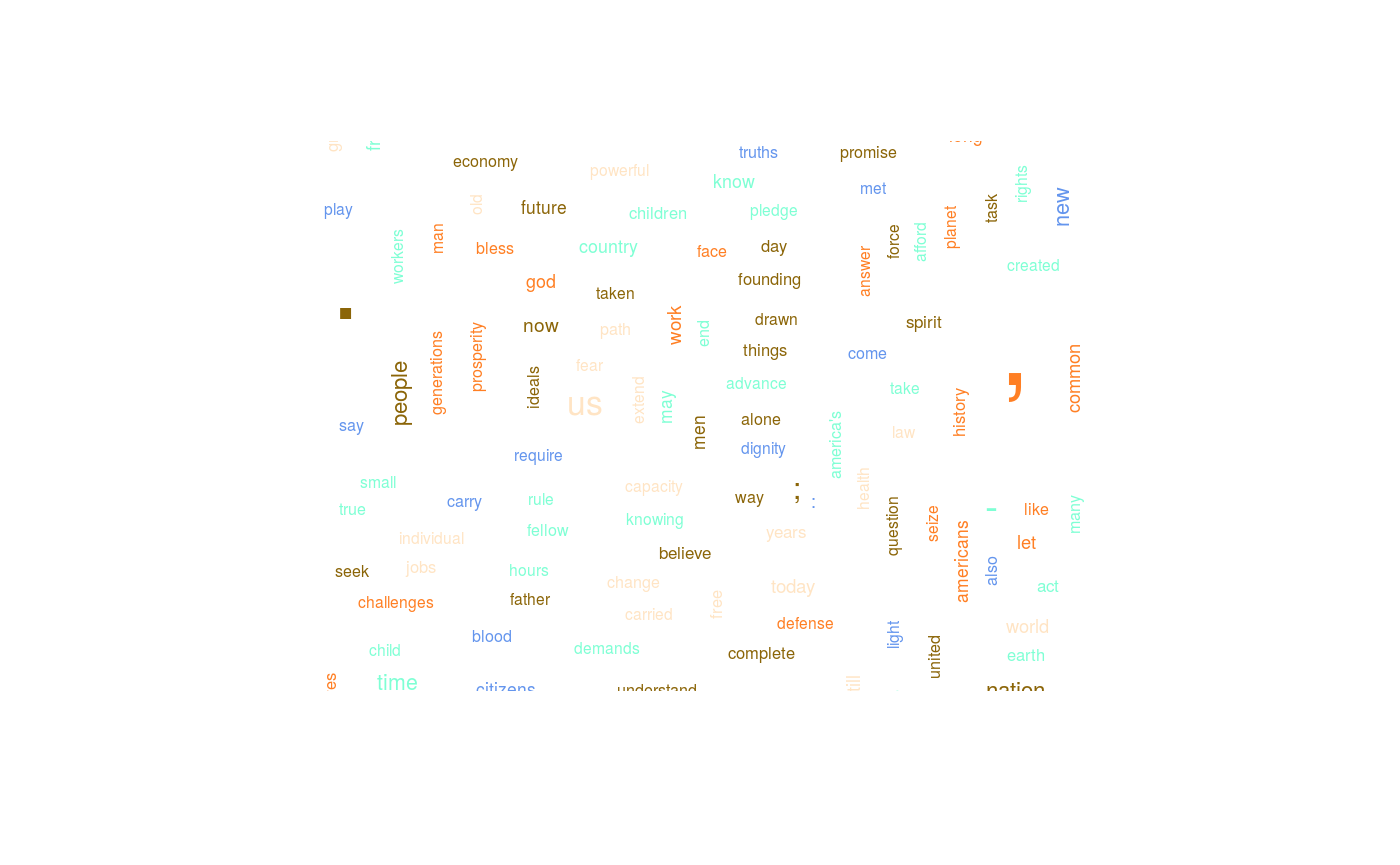 fr
truths
promise
economy
powerful
know
met
rights
play
old
future
children
pledge
task
new
man
planet
force
afford
workers
bless
country
face
day
answer
created
god
founding
taken
.
now
path
work
end
drawn
spirit
prosperity
things
come
generations
people
ideals
fear
advance
take
,
common
us
extend
may
history
say
men
alone
america's
law
require
dignity
small
capacity
health
true
carry
rule
way
;
:
knowing
question
seize
-
like
many
individual
fellow
years
americans
let
seek
jobs
hours
believe
also
challenges
father
change
free
today
act
carried
defense
blood
light
world
child
demands
complete
united
earth
es
time
citizens
understand
till
nation